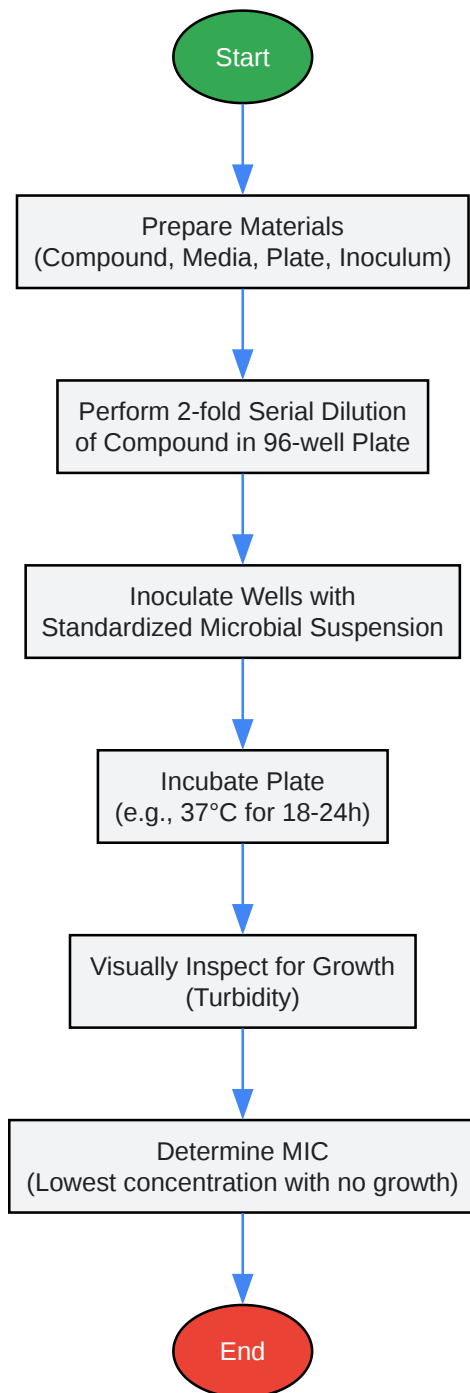 Start
Prepare Materials
(Compound, Media, Plate, Inoculum)
Perform 2-fold Serial Dilution
of Compound in 96-well Plate
Inoculate Wells with
Standardized Microbial Suspension
Incubate Plate
(e.g., 37°C for 18-24h)
Visually Inspect for Growth
(Turbidity)
Determine MIC
(Lowest concentration with no growth)
End